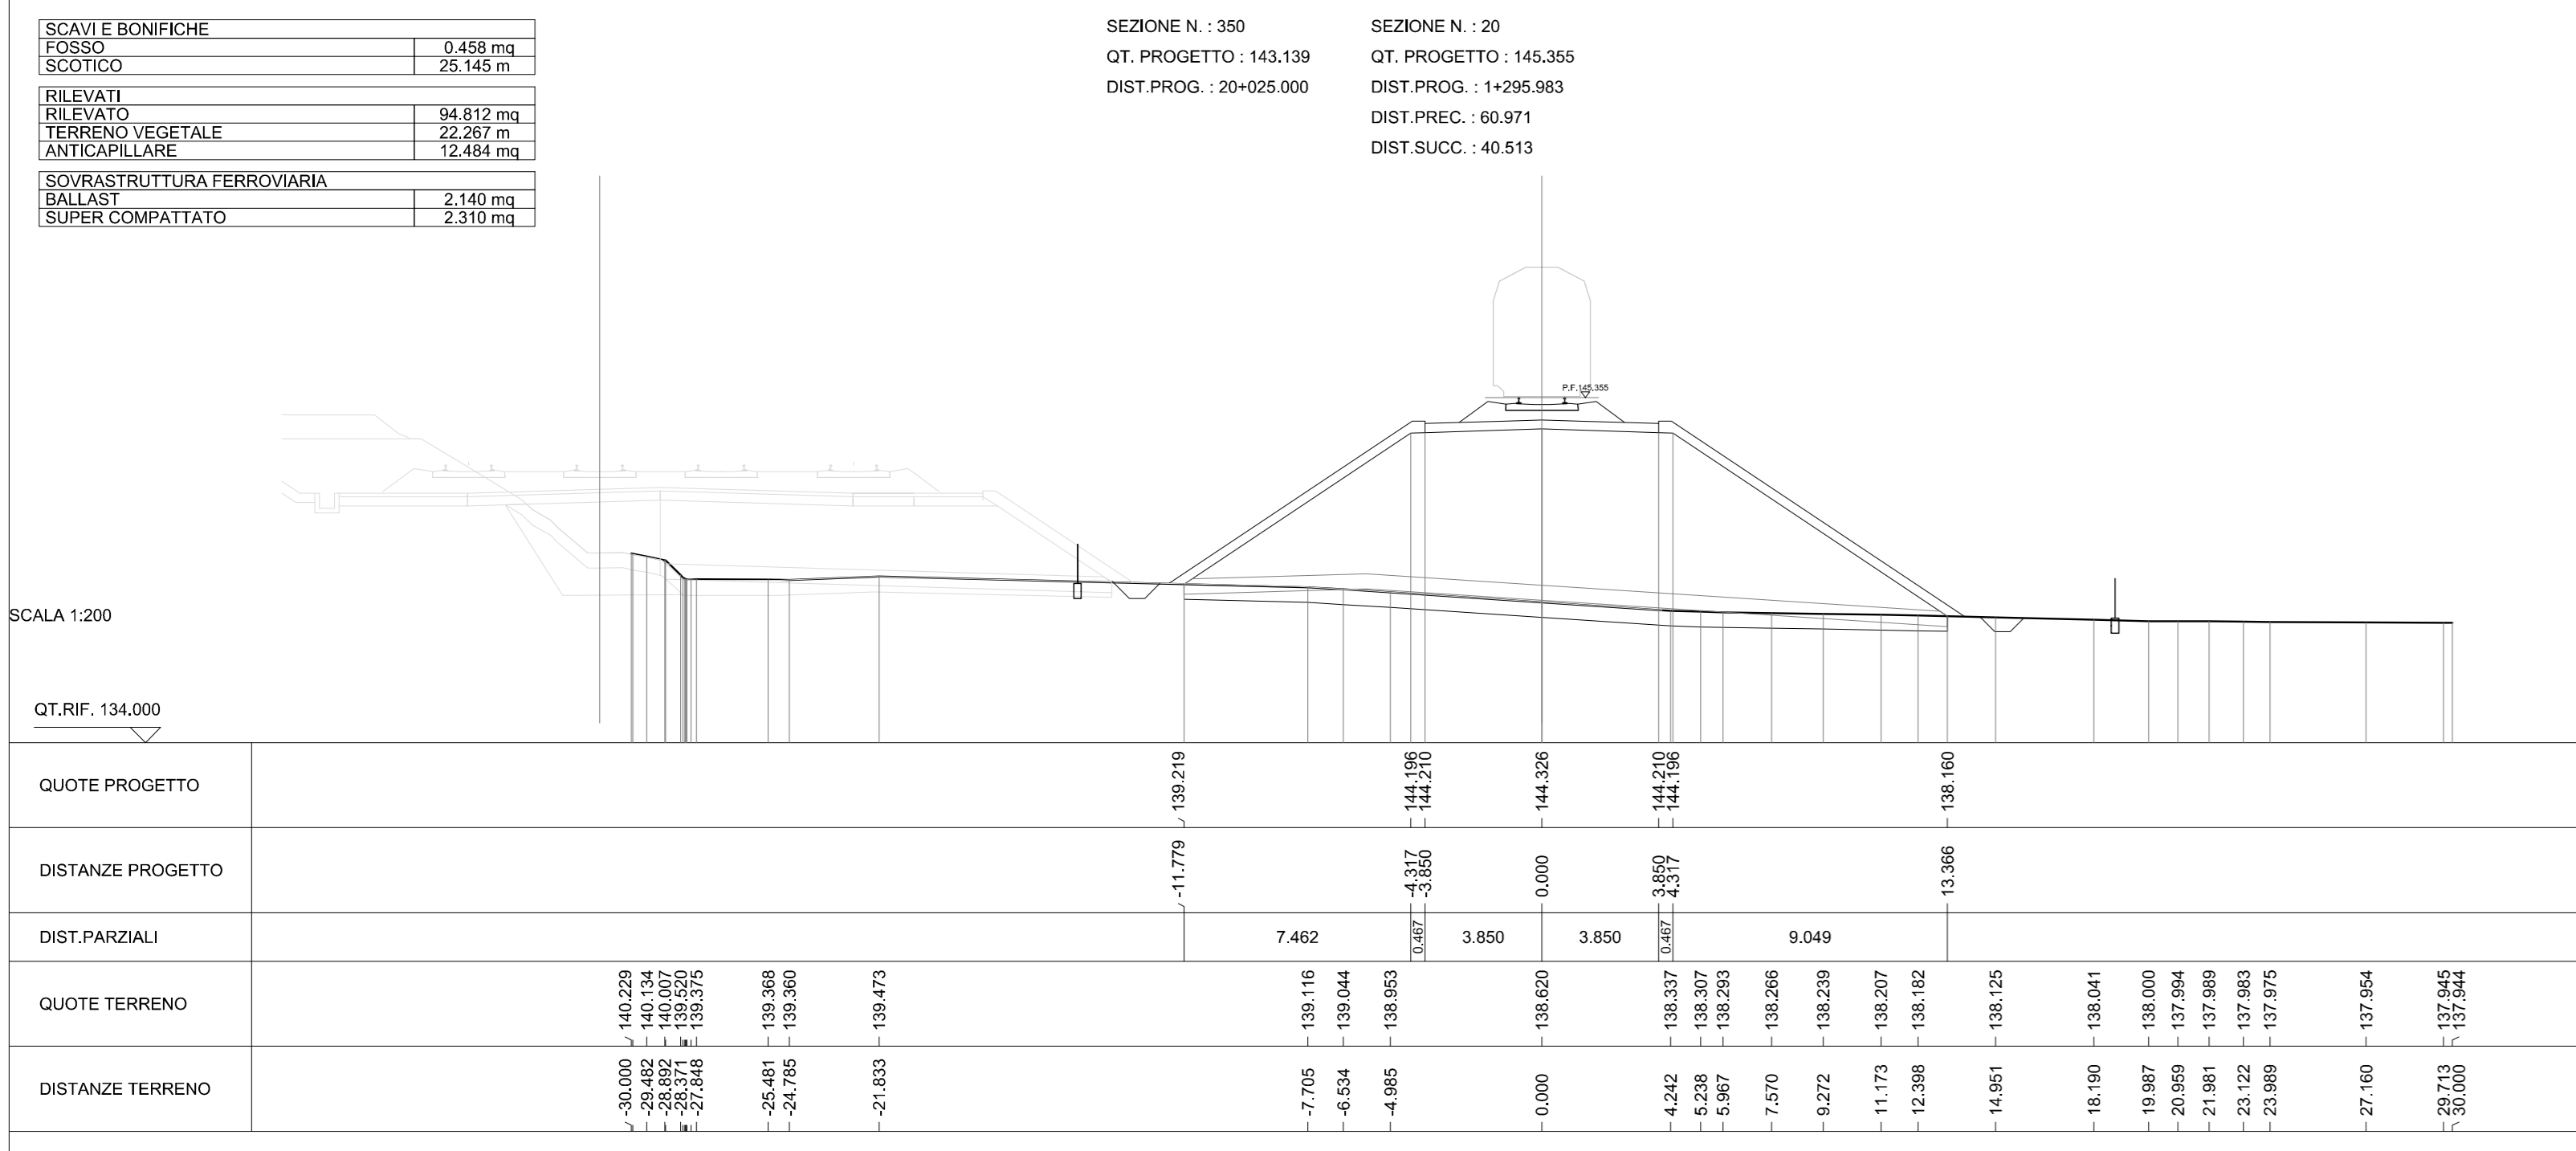 SCAVI E BONIFICHE
FOSSO 0.458 mq
SCOTICO 25.145 m
RILEVATI
RILEVATO 94.812 mq
TERRENO VEGETALE 22.267 m
ANTICAPILLARE 12.484 mq
SOVRASTRUTTURA FERROVIARIA
BALLAST 2.140 mq
SUPER COMPATTATO 2.310 mq
SEZIONE N. : 350
QT. PROGETTO : 143.139
DIST.PROG. : 20+025.000
SEZIONE N. : 20
QT. PROGETTO : 145.355
DIST.PROG. : 1+295.983
DIST.PREC. : 60.971
DIST.SUCC. : 40.513
P.F.145.355
SCALA 1:200
QT.RIF. 134.000
QUOTE PROGETTO 139.219 144.196 144.210 144.326 144.210 144.196 138.160
DISTANZE PROGETTO -11.779 -4.317 -3.850 0.000 3.850 4.317 13.366
DIST.PARZIALI 7.462 0.467 3.850 3.850 0.467 9.049
QUOTE TERRENO 140.229 140.134 140.007 139.520 139.375 139.368 139.360 139.473 139.116 139.044 138.953 138.620 138.337 138.307 138.293 138.266 138.239 138.207 138.182 138.125 138.041 138.000 137.994 137.989 137.983 137.975 137.954 137.945 137.944
DISTANZE TERRENO -30.000 -29.482 -28.892 -28.371 -27.848 -25.481 -24.785 -21.833 -7.705 -6.534 -4.985 0.000 4.242 5.238 5.967 7.570 9.272 11.173 12.398 14.951 18.190 19.987 20.959 21.981 23.122 23.989 27.160 29.713 30.000